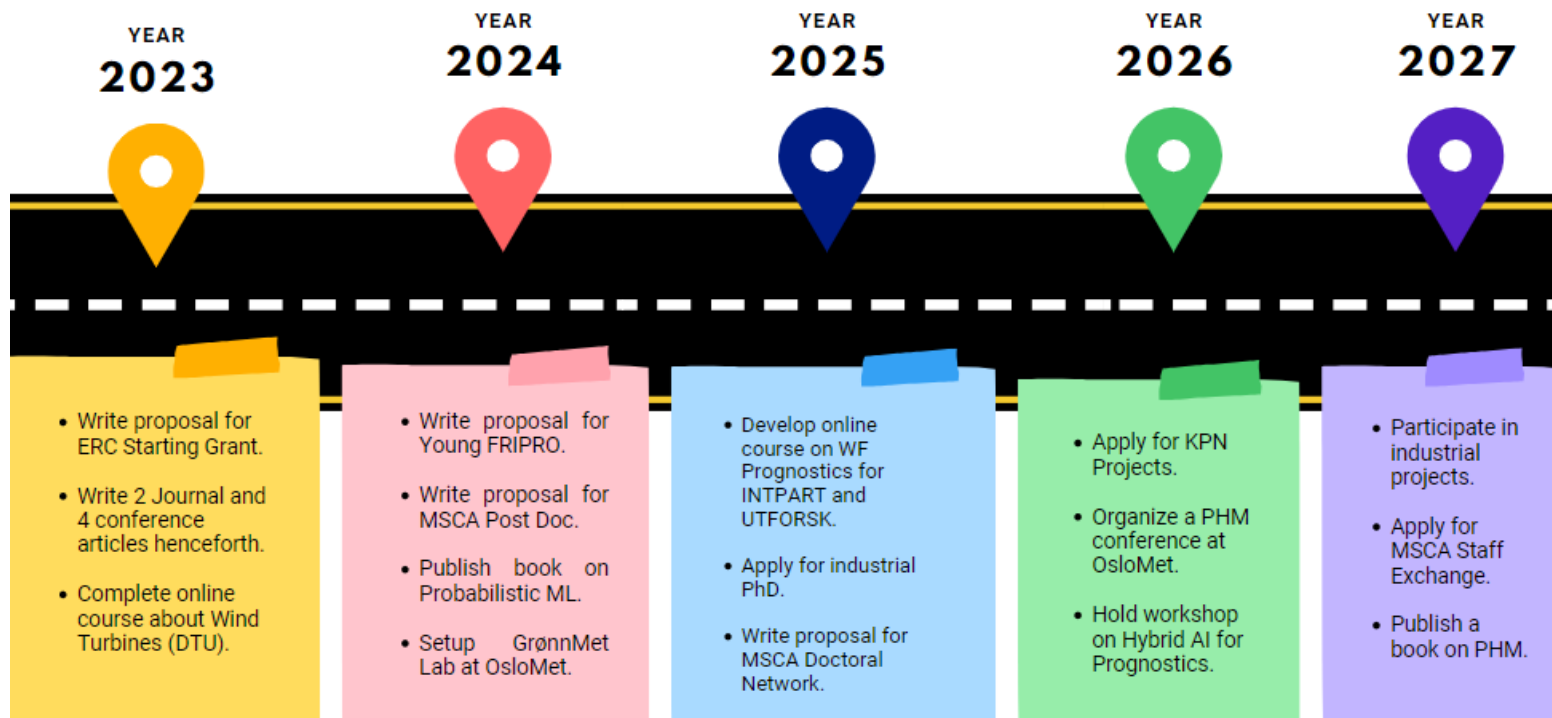 YEAR
2023
YEAR
2024
YEAR
2025
YEAR
2026
YEAR
2027
• Write proposal for
ERC Starting Grant.
• Write 2 Journal and
4 conference
articles henceforth.
• Complete online
course about Wind
Turbines (DTU).
• Write proposal for
Young FRIPRO.
• Write proposal for
MSCA Post Doc.
• Publish book on
Probabilistic ML.
• Setup GrønnMet
Lab at OsloMet.
• Develop online
course on WF
Prognostics for
INTPART and
UTFORSK.
• Apply for industrial
PhD.
• Write proposal for
MSCA Doctoral
Network.
• Apply for KPN
Projects.
• Organize a PHM
conference at
OsloMet.
• Hold workshop
on Hybrid AI for
Prognostics.
• Participate in
industrial
projects.
• Apply for
MSCA Staff
Exchange.
• Publish a
book on PHM.